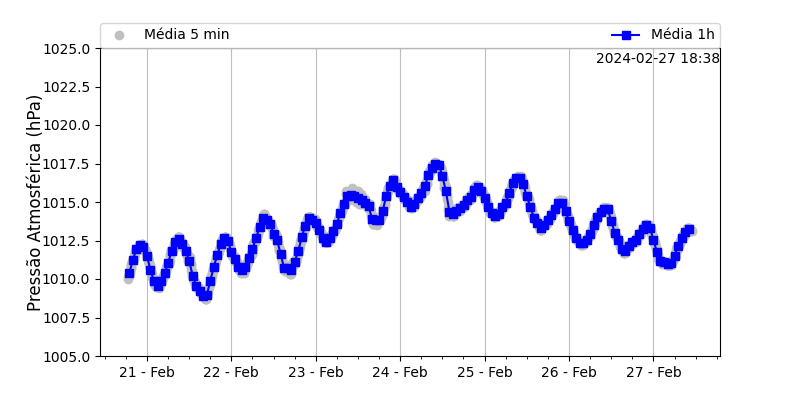 Média 5 min
Média 1h
2024-02-27 18:38
Pressão Atmosférica (hPa)
1025.0
1022.5
1020.0
1017.5
1015.0
1012.5
1010.0
1007.5
1005.0
21 - Feb
22 - Feb
23 - Feb
24 - Feb
25 - Feb
26 - Feb
27 - Feb